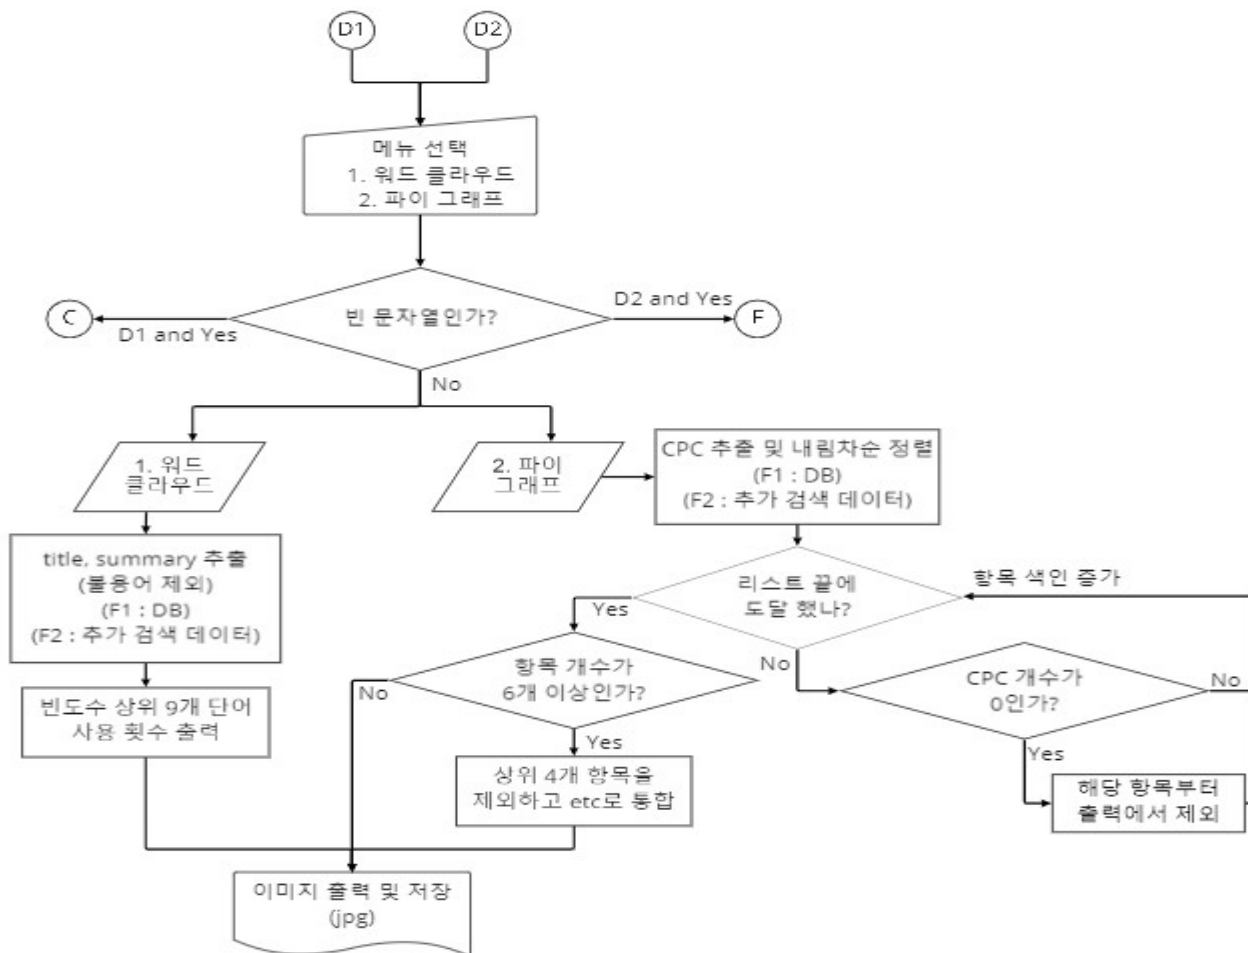 D1
D2
메뉴 선택
1. 워드 클라우드
2. 파이 그래프
빈 문자열인가?
C
D1 and Yes
D2 and Yes
F
No
1. 워드
클라우드
2. 파이
그래프
CPC 추출 및 내림차순 정렬
(F1 : DB)
(F2 : 추가 검색 데이터)
title, summary 추출
(불용어 제외)
(F1 : DB)
(F2 : 추가 검색 데이터)
리스트 끝에
도달 했나?
항목 색인 증가
Yes
No
항목 개수가
6개 이상인가?
No
Yes
CPC 개수가
0인가?
No
Yes
빈도수 상위 9개 단어
사용 횟수 출력
상위 4개 항목을
제외하고 etc로 통합
해당 항목부터
출력에서 제외
이미지 출력 및 저장
(jpg)